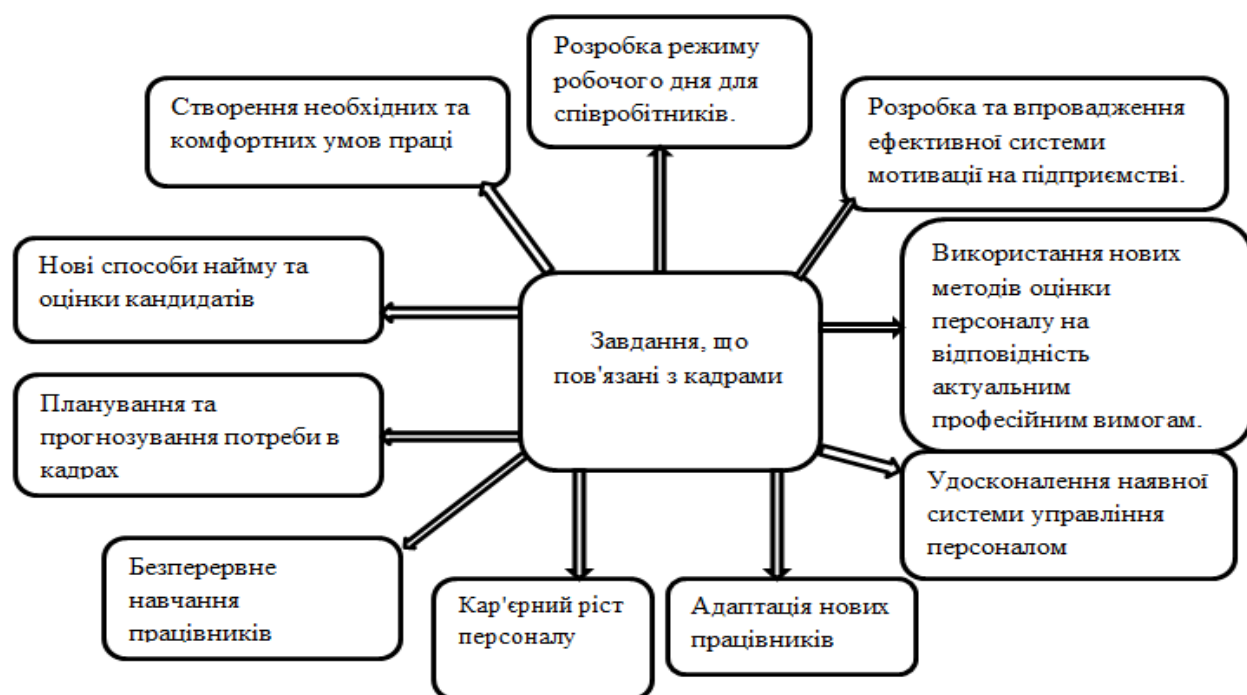 Розробка режиму
робочого дня для
співробітників.
Створення необхідних та
комфортних умов праці
Розробка та впровадження
ефективної системи
мотивації на підприємстві.
Нові способи найму та
оцінки кандидатів
Використання нових
методів оцінки
персоналу на
відповідність
актуальним
професійним вимогам.
Завдання, що
пов'язані з кадрами
Планування та
прогнозування потреби в
кадрах
Удосконалення наявної
системи управління
персоналом
Безперервне
навчання
працівників
Кар'єрний ріст
персоналу
Адаптація нових
працівників